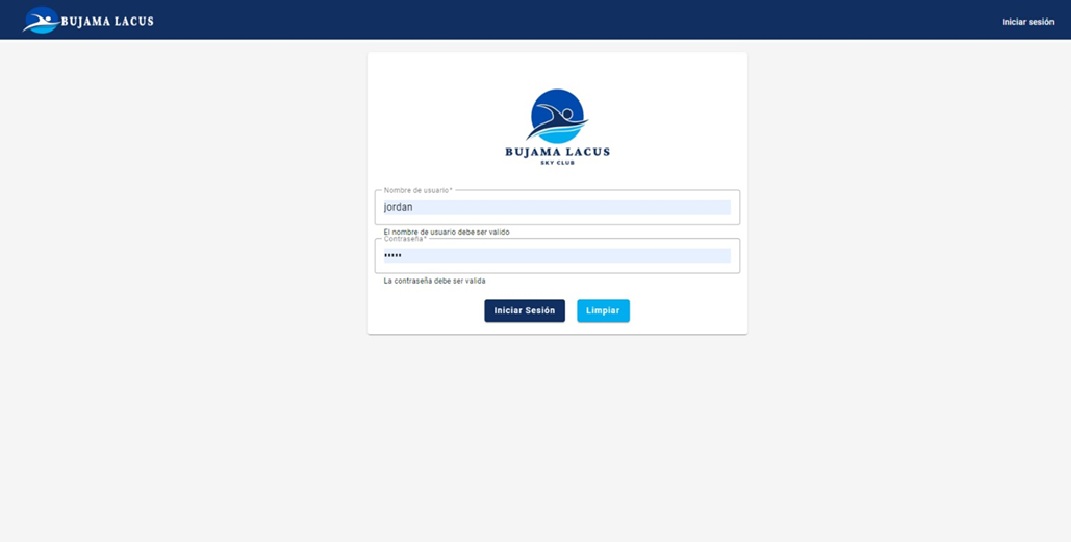 BUJAMA LACUS
Iniciar sesión
BUJAMA LACUS
SKY CLUB
Nombre de usuario*
jordan
El nombre de usuario debe ser valido
Contraseña*
•••••
La contraseña debe ser valida
Iniciar Sesión
Limpiar